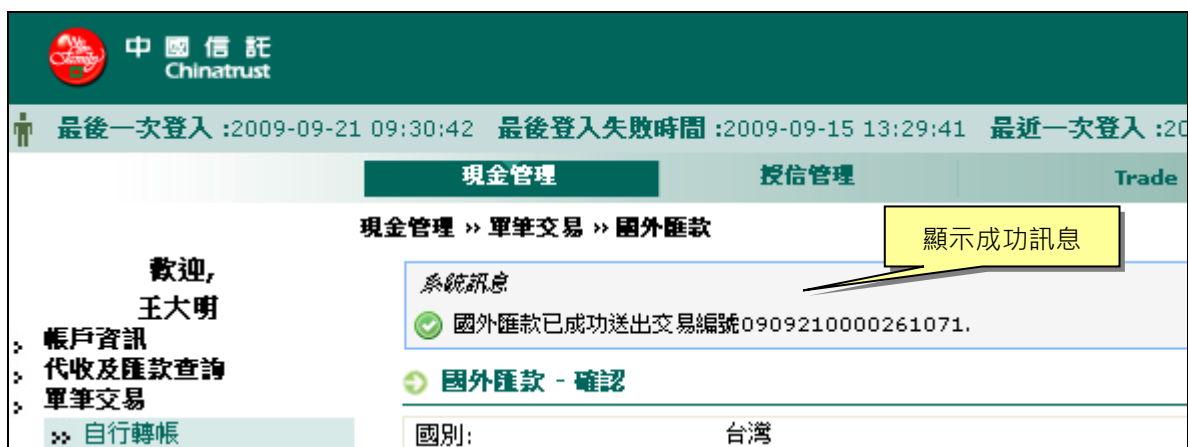 中國信託
Chinatrust
最後一次登入 :2009-09-21 09:30:42 最後登入失敗時間 :2009-09-15 13:29:41 最近一次登入 :20
現金管理 授信管理 Trade
現金管理 ›› 單筆交易 ›› 國外匯款
顯示成功訊息
歡迎,
王大明
帳戶資訊
代收及匯款查詢
單筆交易
›› 自行轉帳
系統訊息
國外匯款已成功送出交易編號0909210000261071.
國外匯款 - 確認
國別: 台灣